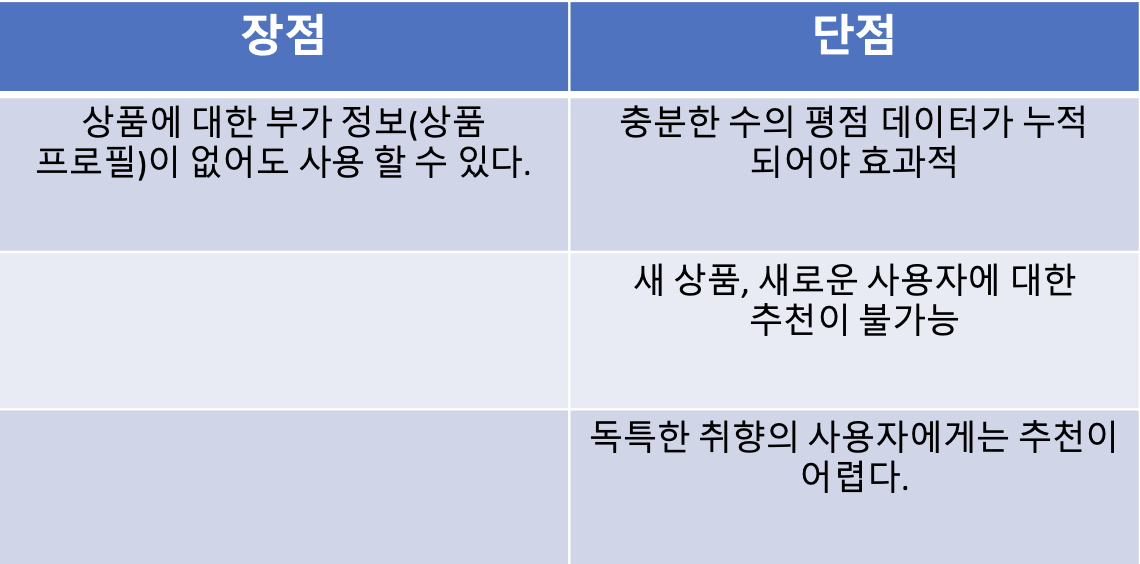 장점
단점
상품에 대한 부가 정보(상품
프로필)이 없어도 사용 할 수 있다.
충분한 수의 평점 데이터가 누적
되어야 효과적
새 상품, 새로운 사용자에 대한
추천이 불가능
독특한 취향의 사용자에게는 추천이
어렵다.